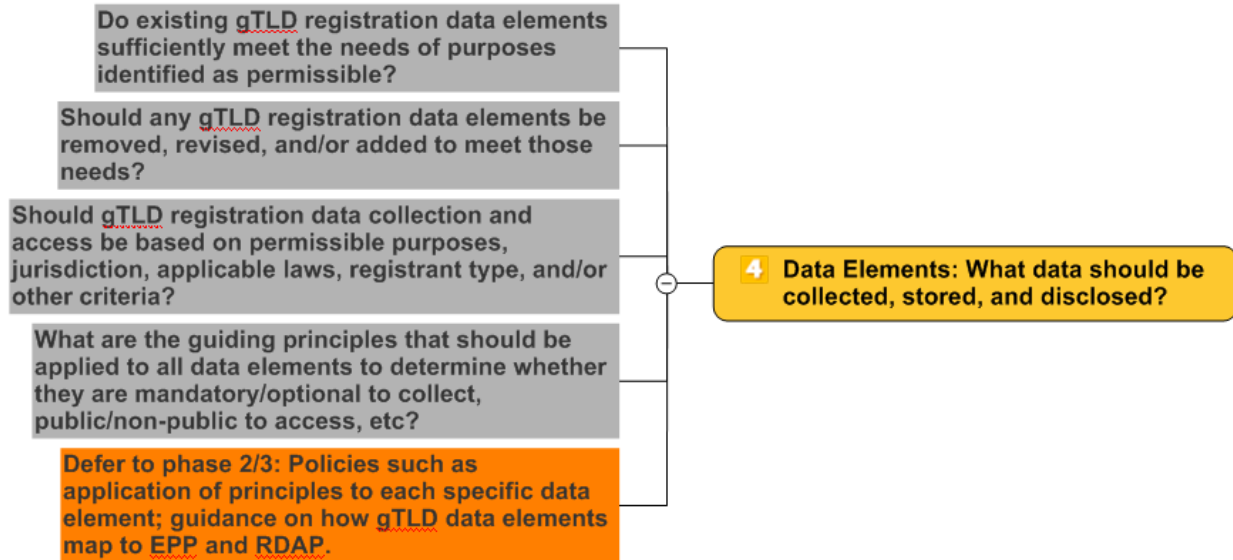 Do existing gTLD registration data elements
sufficiently meet the needs of purposes
identified as permissible?
Should any gTLD registration data elements be
removed, revised, and/or added to meet those
needs?
Should gTLD registration data collection and
access be based on permissible purposes,
jurisdiction, applicable laws, registrant type, and/or
other criteria?
What are the guiding principles that should be
applied to all data elements to determine whether
they are mandatory/optional to collect,
public/non-public to access, etc?
Defer to phase 2/3: Policies such as
application of principles to each specific data
element; guidance on how gTLD data elements
map to EPP and RDAP.
4 Data Elements: What data should be
collected, stored, and disclosed?